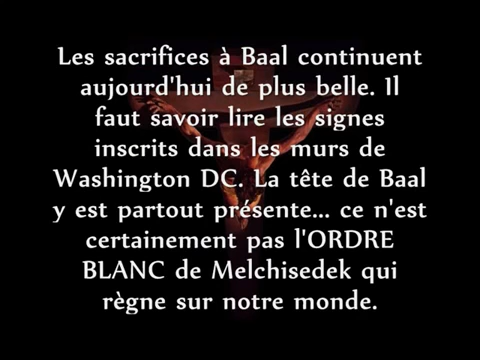 Les sacrifices à Baal continuent
aujourd'hui de plus belle. Il
faut savoir lire les signes
inscrits dans les murs de
Washington DC. La tête de Baal
y est partout présente... ce n'est
certainement pas l'ORDRE
BLANC de Melchisedek qui
règne sur notre monde.